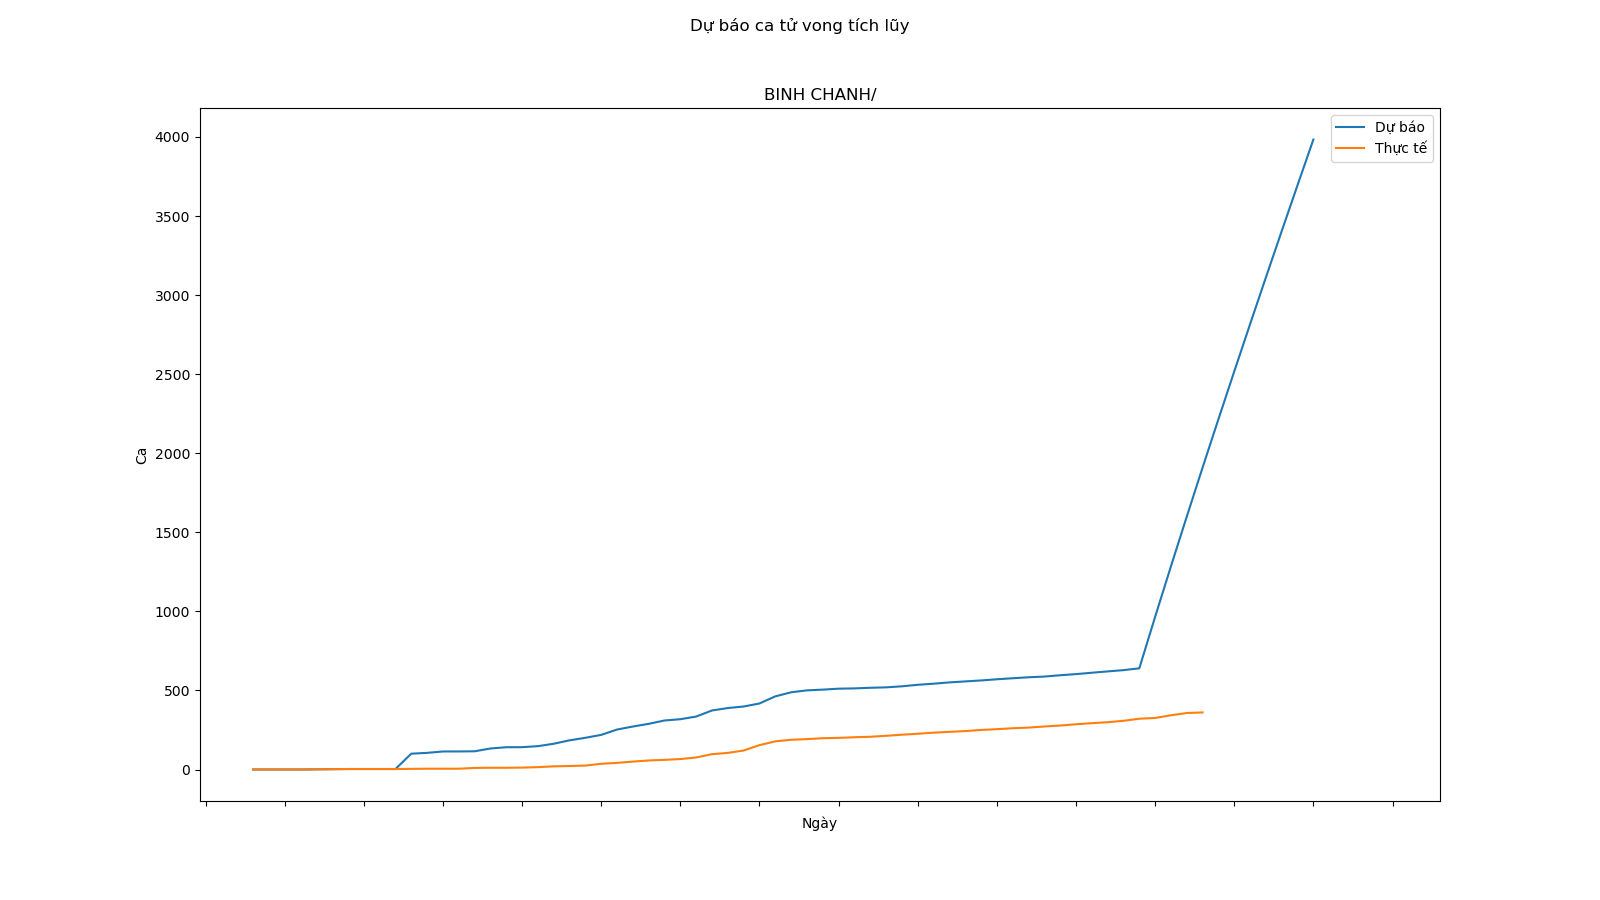 Dự báo ca tử vong tích lũy
BINH CHANH/
Dự báo
Thực tế
4000
3500
3000
2500
2000
1500
1000
500
0
Ca
Ngày